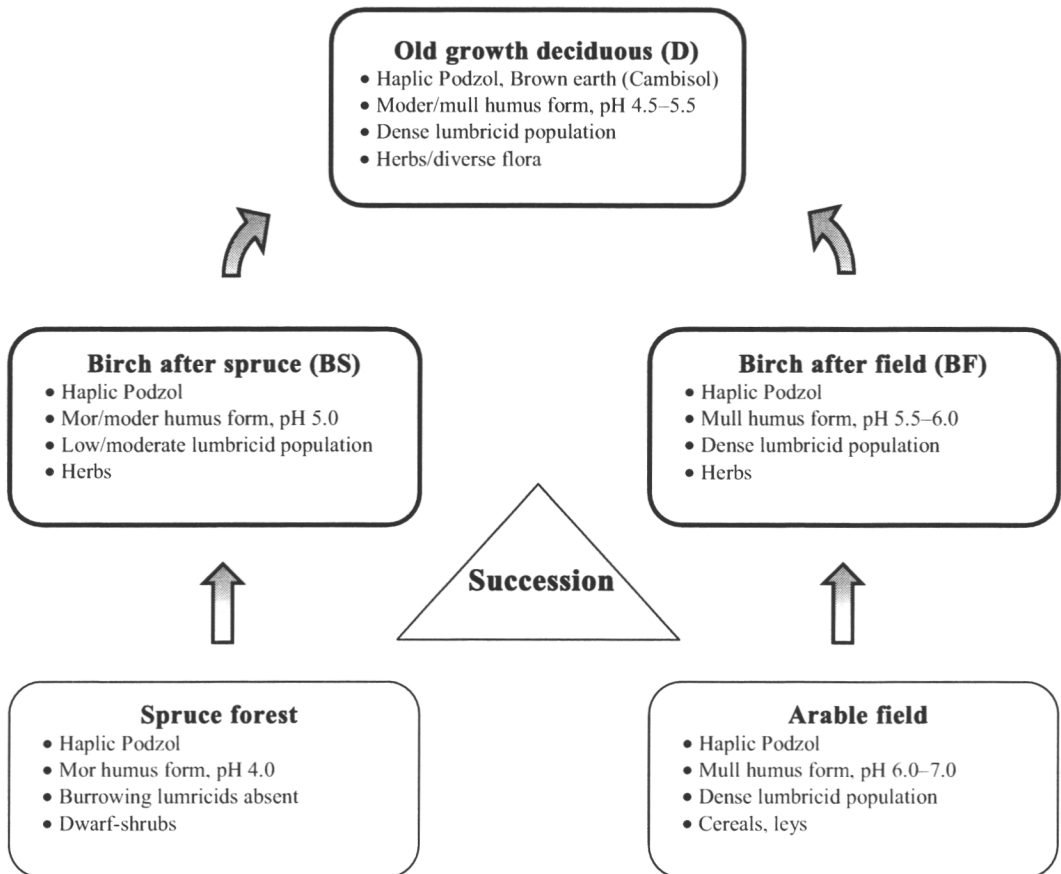 Old growth deciduous (D)
• Haplic Podzol, Brown earth (Cambisol)
• Moder/mull humus form, pH 4.5–5.5
• Dense lumbricid population
• Herbs/diverse flora
Birch after spruce (BS)
• Haplic Podzol
• Mor/moder humus form, pH 5.0
• Low/moderate lumbricid population
• Herbs
Birch after field (BF)
• Haplic Podzol
• Mull humus form, pH 5.5–6.0
• Dense lumbricid population
• Herbs
Succession
Spruce forest
• Haplic Podzol
• Mor humus form, pH 4.0
• Burrowing lumricids absent
• Dwarf-shrubs
Arable field
• Haplic Podzol
• Mull humus form, pH 6.0–7.0
• Dense lumbricid population
• Cereals, leys